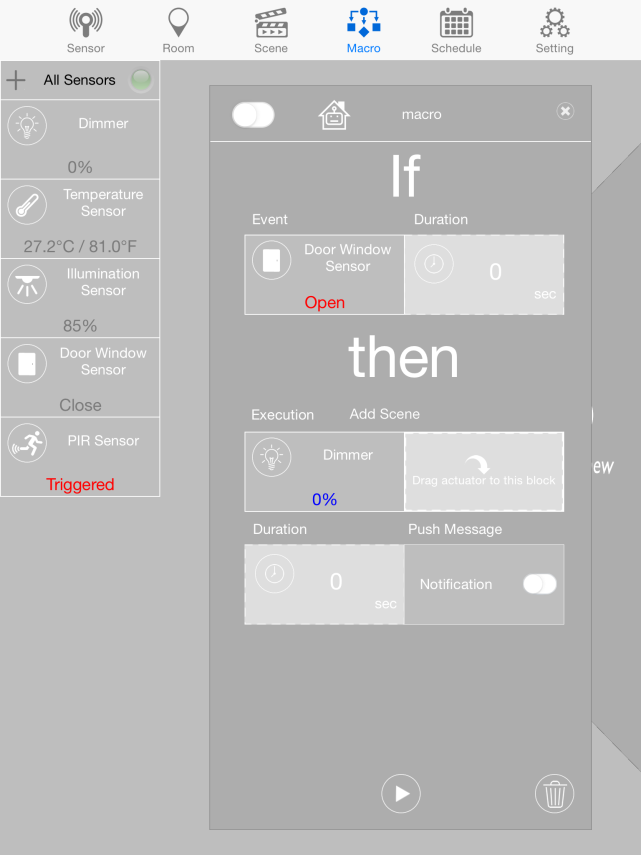 Sensor
Room
Scene
Macro
Schedule
Setting
All Sensors
Dimmer
0%
Temperature
Sensor
27.2°C / 81.0°F
Illumination
Sensor
85%
Door Window
Sensor
Close
PIR Sensor
Triggered
macro
If
Event
Duration
Door Window
Sensor
Open
0
sec
then
Execution
Add Scene
Dimmer
0%
Drag actuator to this block
Duration
Push Message
0
sec
Notification
ew